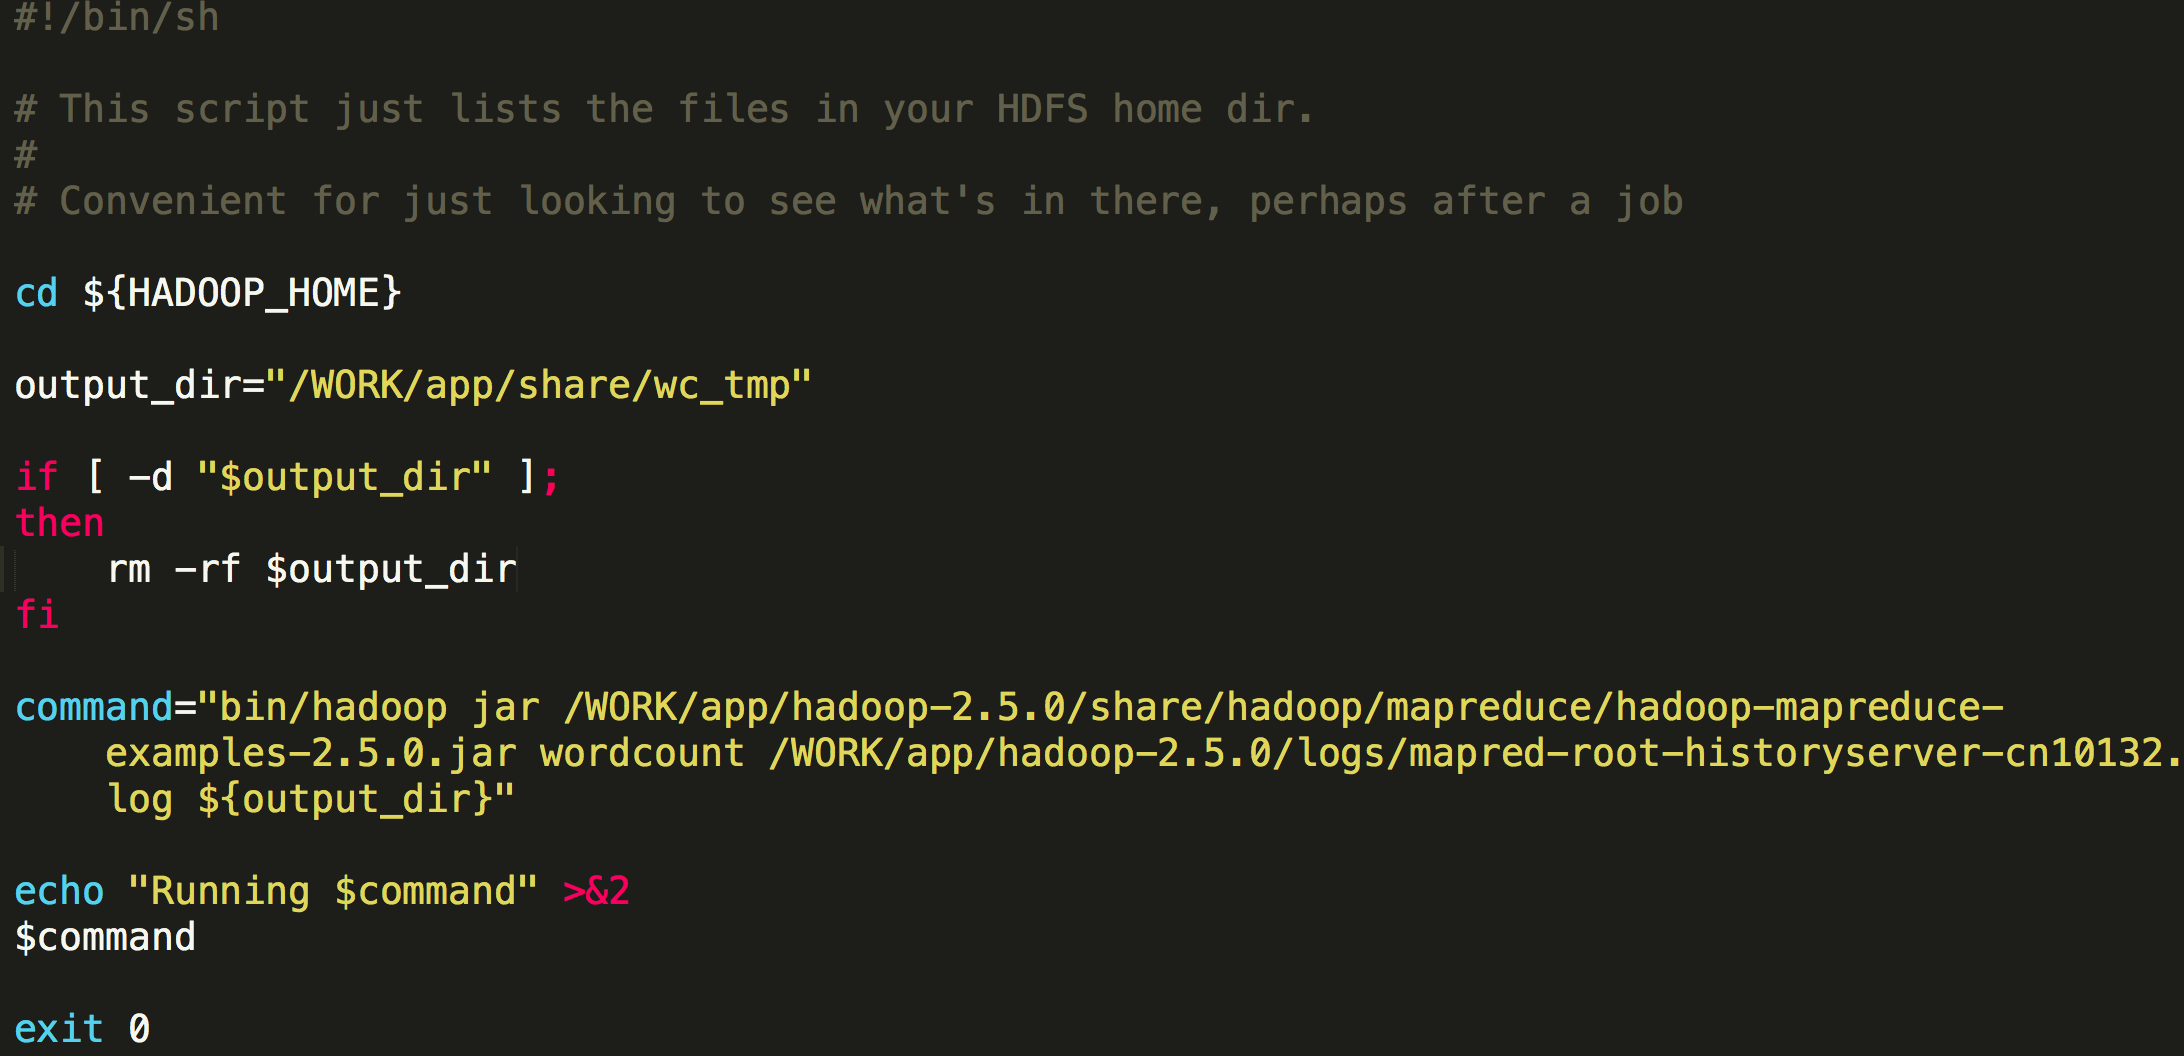 #!/bin/sh
# This script just lists the files in your HDFS home dir.
#
# Convenient for just looking to see what's in there, perhaps after a job
cd ${HADOOP_HOME}
output_dir="/WORK/app/share/wc_tmp"
if [ -d "$output_dir" ];
then
    rm -rf $output_dir
fi
command="bin/hadoop jar /WORK/app/hadoop-2.5.0/share/hadoop/mapreduce/hadoop-mapreduce-
    examples-2.5.0.jar wordcount /WORK/app/hadoop-2.5.0/logs/mapred-root-historyserver-cn10132.
    log ${output_dir}"
echo "Running $command" >&2
$command
exit 0